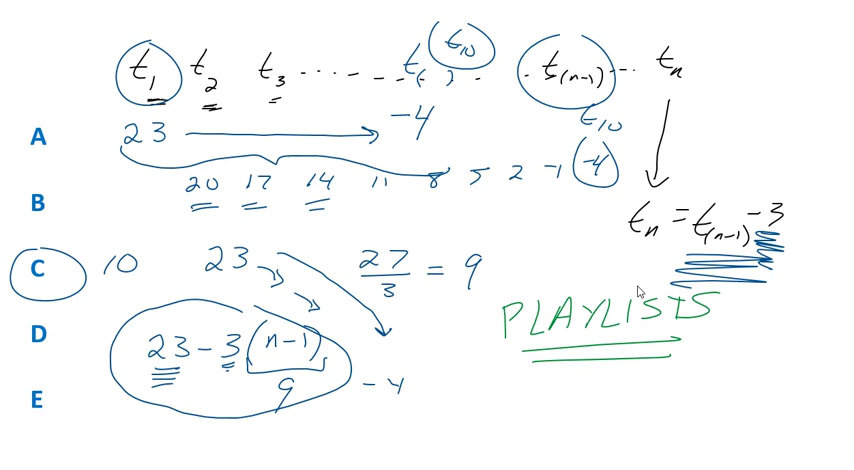 t₁₀
t₁ t₂ t₃ ····· t( ) · t(n-1) ··· tₙ
t₁₀
A 23 → -4
20 17 14 11 8 5 2 -1 -4
B
tₙ = t(n-1) - 3
C 10 23 27/3 = 9
PLAYLISTS
D 23 - 3(n-1)
9 -4
E